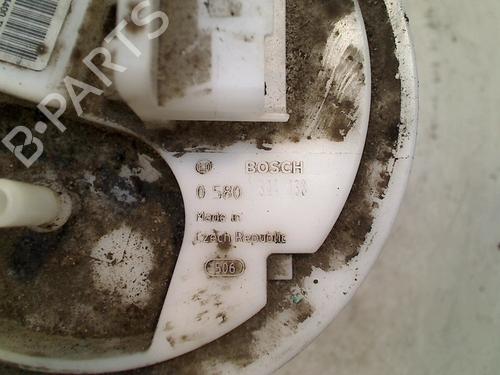 B-PARTS
BOSCH
0 580
Made in
Czech Republic
506